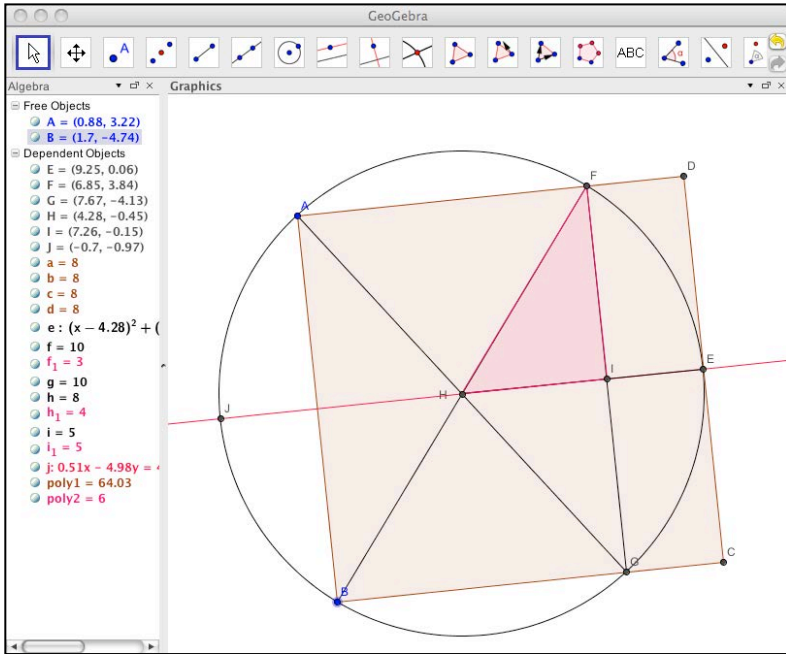 GeoGebra
A
ABC
α
Algebra
Graphics
Free Objects
A = (0.88, 3.22)
B = (1.7, -4.74)
Dependent Objects
E = (9.25, 0.06)
F = (6.85, 3.84)
G = (7.67, -4.13)
H = (4.28, -0.45)
I = (7.26, -0.15)
J = (-0.7, -0.97)
a = 8
b = 8
c = 8
d = 8
e : (x − 4.28)² + (
f = 10
f₁ = 3
g = 10
h = 8
h₁ = 4
i = 5
i₁ = 5
j: 0.51x − 4.98y =
poly1 = 64.03
poly2 = 6
F
D
A
E
I
H
J
C
G
B